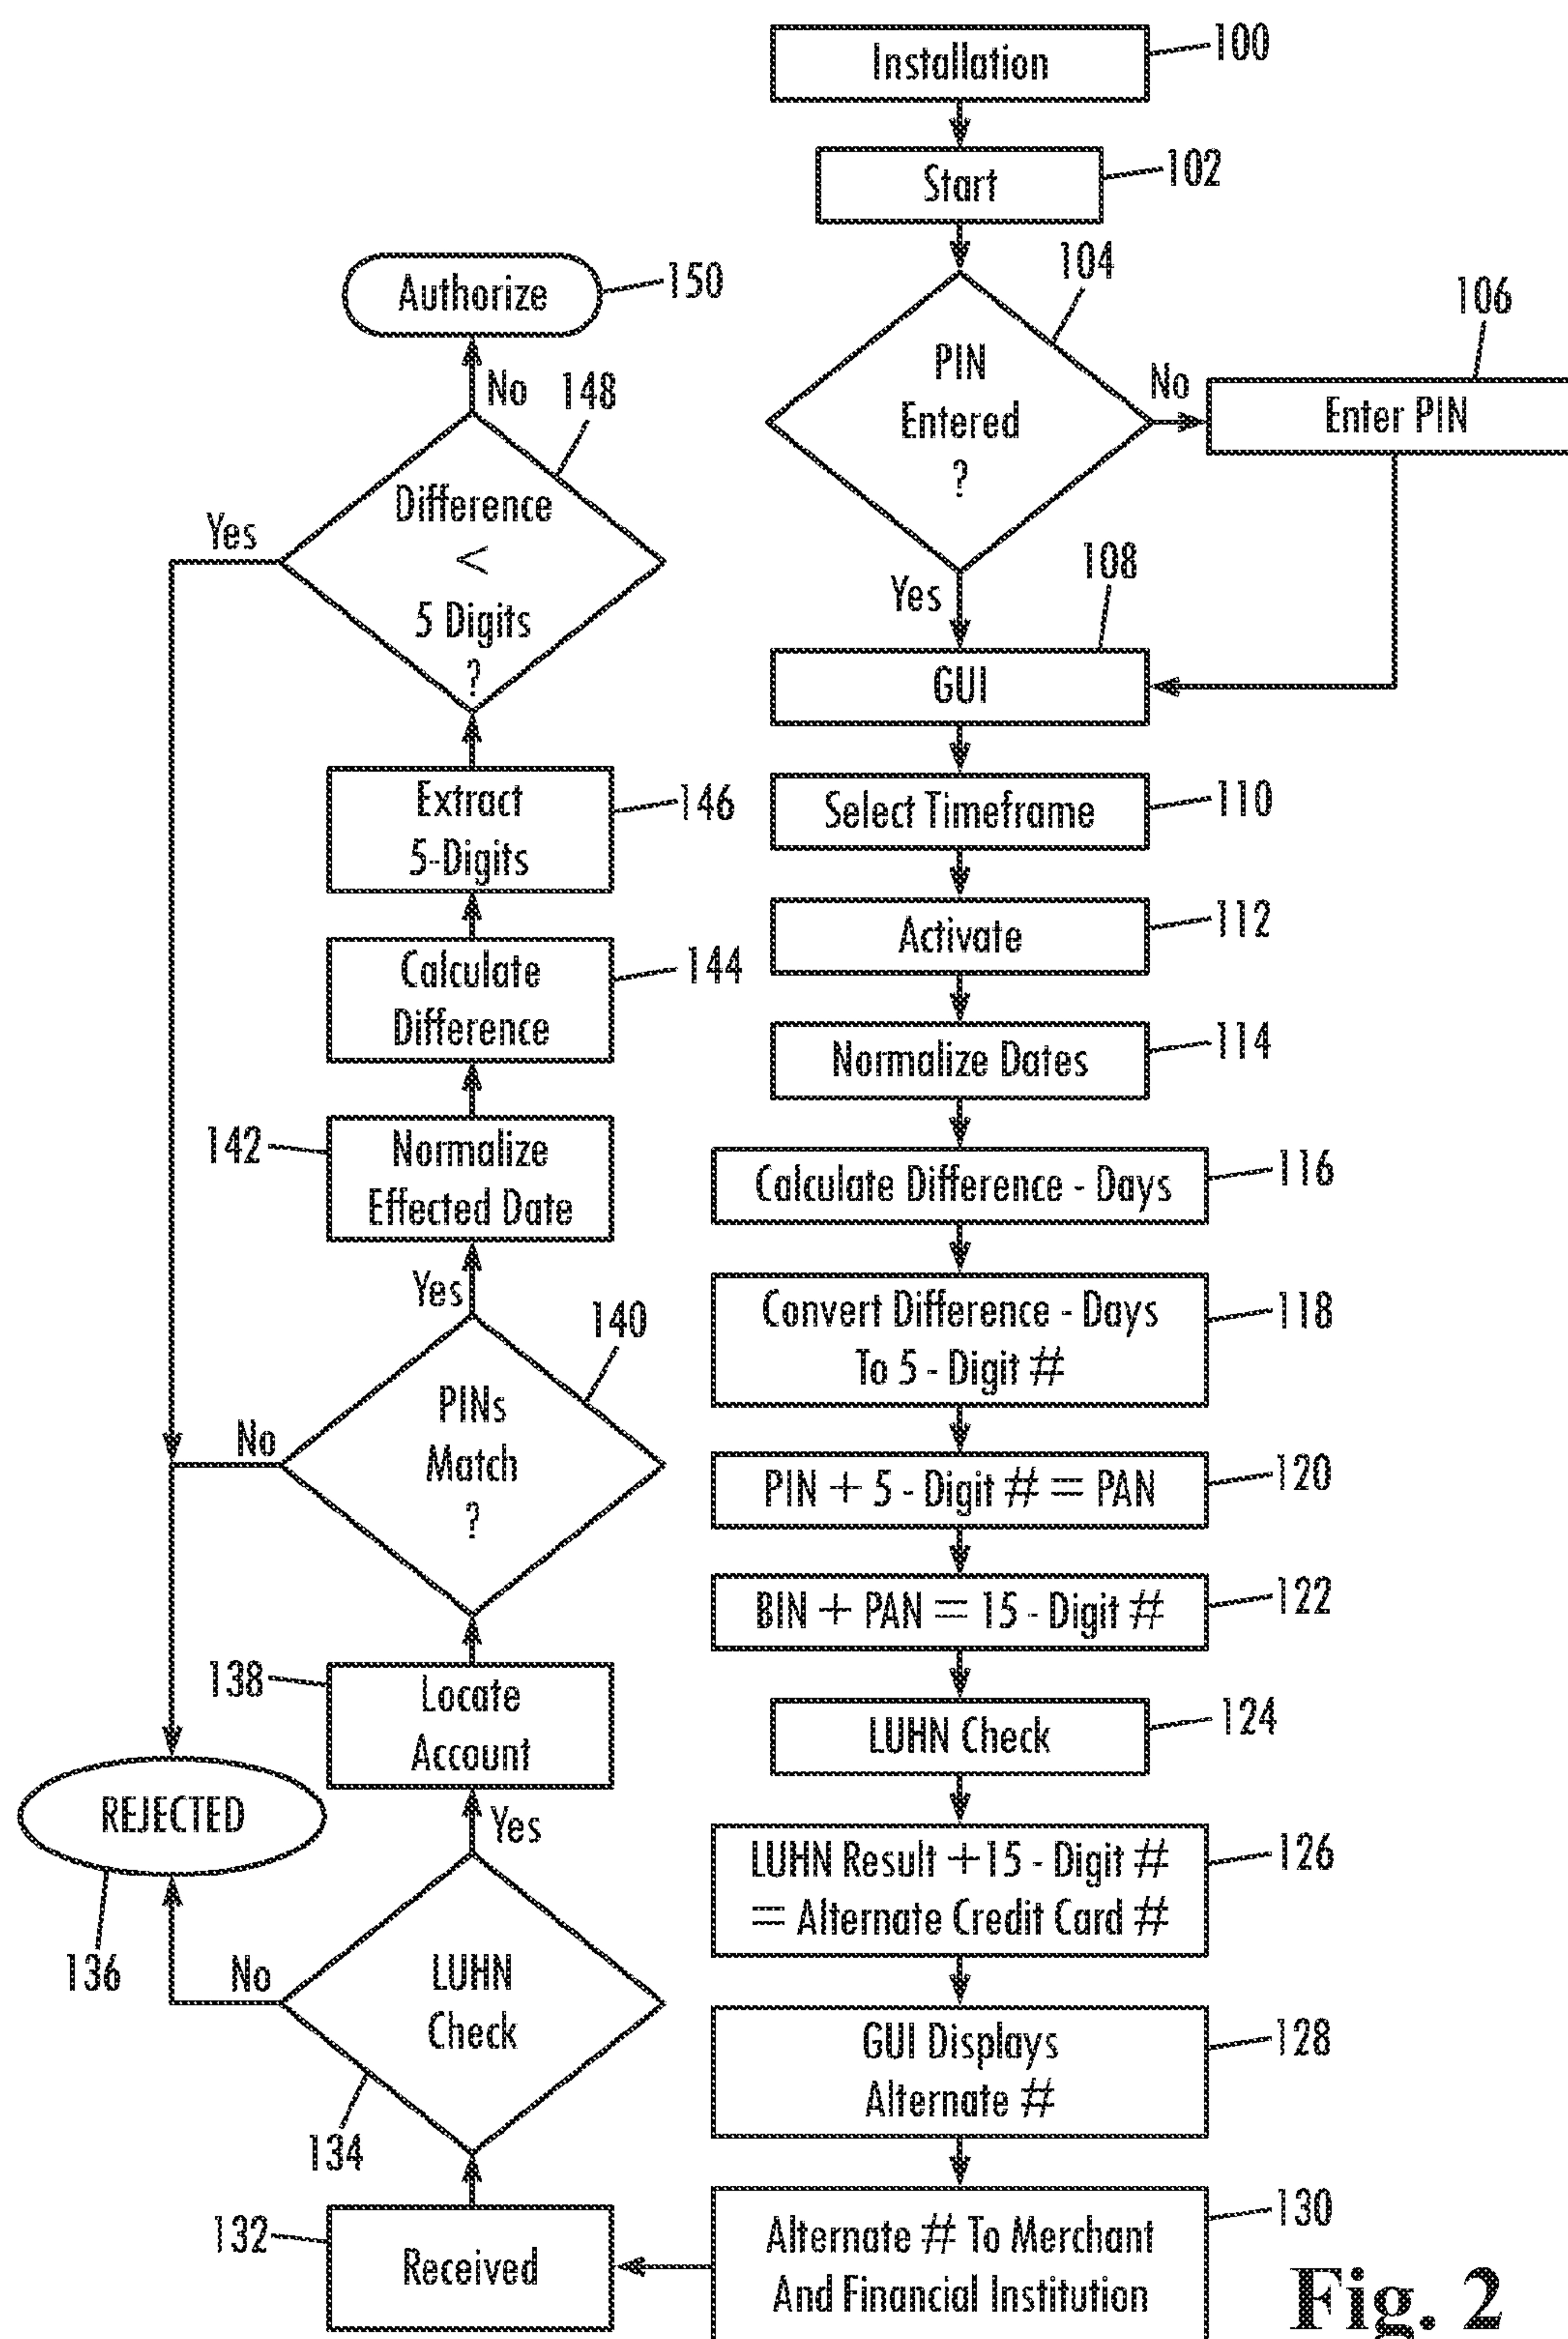 Installation
100
Start
102
104
PIN
Entered
?
No
106
Enter PIN
Yes
108
GUI
Select Timeframe
110
Activate
112
Normalize Dates
114
Calculate Difference - Days
116
Convert Difference - Days
To 5 - Digit #
118
PIN + 5 - Digit # = PAN
120
BIN + PAN = 15 - Digit #
122
LUHN Check
124
LUHN Result +15 - Digit #
= Alternate Credit Card #
126
GUI Displays
Alternate #
128
Alternate # To Merchant
And Financial Institution
130
Received
132
LUHN
Check
134
No
Yes
REJECTED
136
Locate
Account
138
PINs
Match
?
140
No
Yes
Normalize
Effected Date
142
Calculate
Difference
144
Extract
5-Digits
146
Difference
<
5 Digits
?
148
Yes
No
Authorize
150
Fig. 2